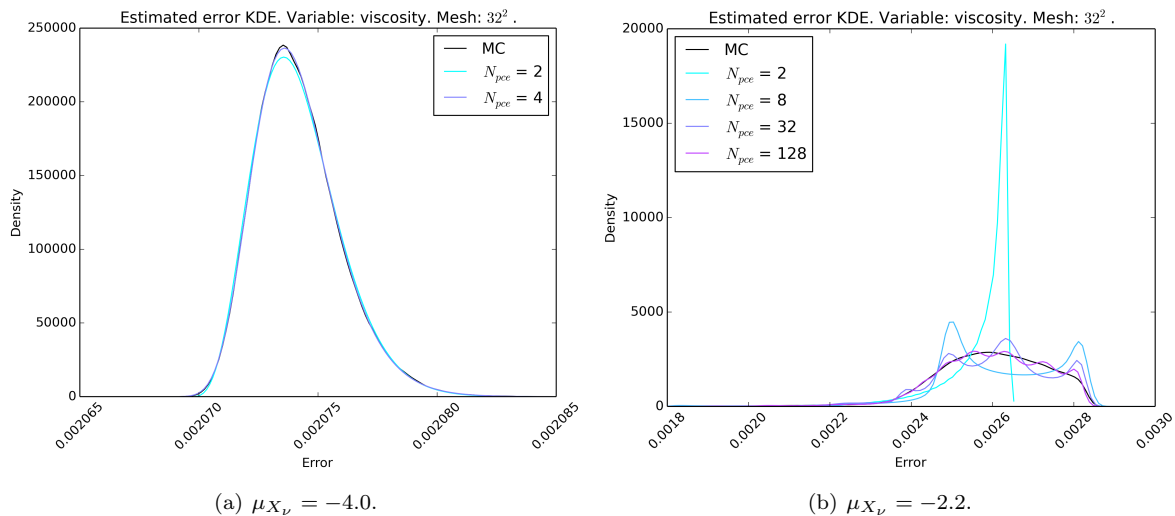 Estimated error KDE. Variable: viscosity. Mesh: 32².
250000
200000
150000
100000
50000
0
Density
MC
N_pce = 2
N_pce = 4
0.002065
0.002070
0.002075
0.002080
0.002085
Error
(a) μ_{X_ν} = −4.0.
Estimated error KDE. Variable: viscosity. Mesh: 32².
20000
15000
10000
5000
0
Density
MC
N_pce = 2
N_pce = 8
N_pce = 32
N_pce = 128
0.0018
0.0020
0.0022
0.0024
0.0026
0.0028
0.0030
Error
(b) μ_{X_ν} = −2.2.